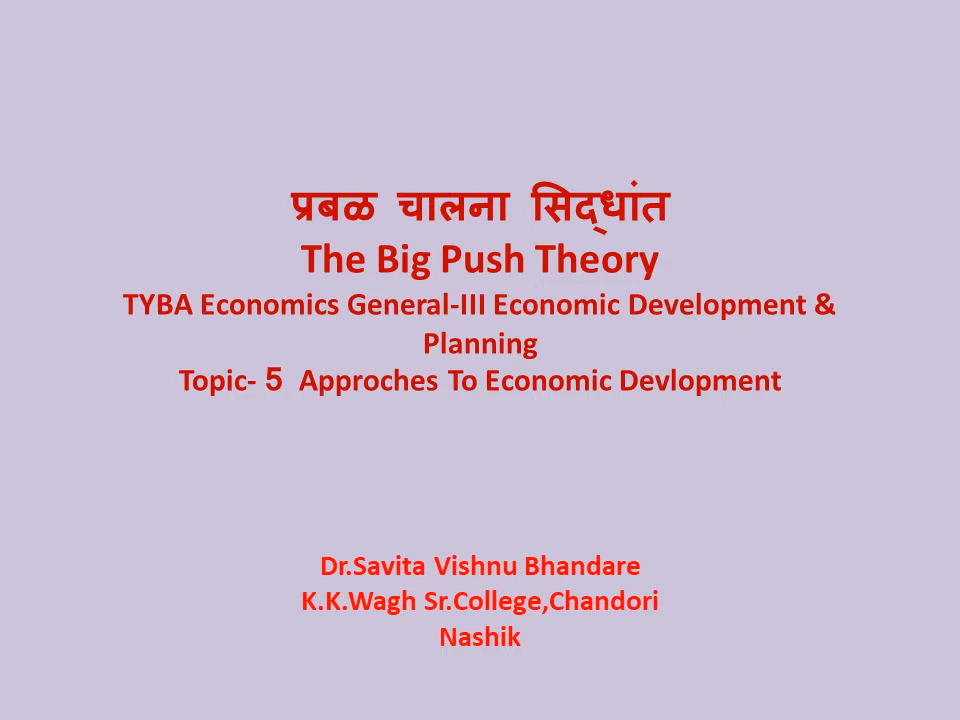 प्रबळ चालना सिद्धांत
The Big Push Theory
TYBA Economics General-III Economic Development &
Planning
Topic- 5 Approches To Economic Devlopment
Dr.Savita Vishnu Bhandare
K.K.Wagh Sr.College,Chandori
Nashik